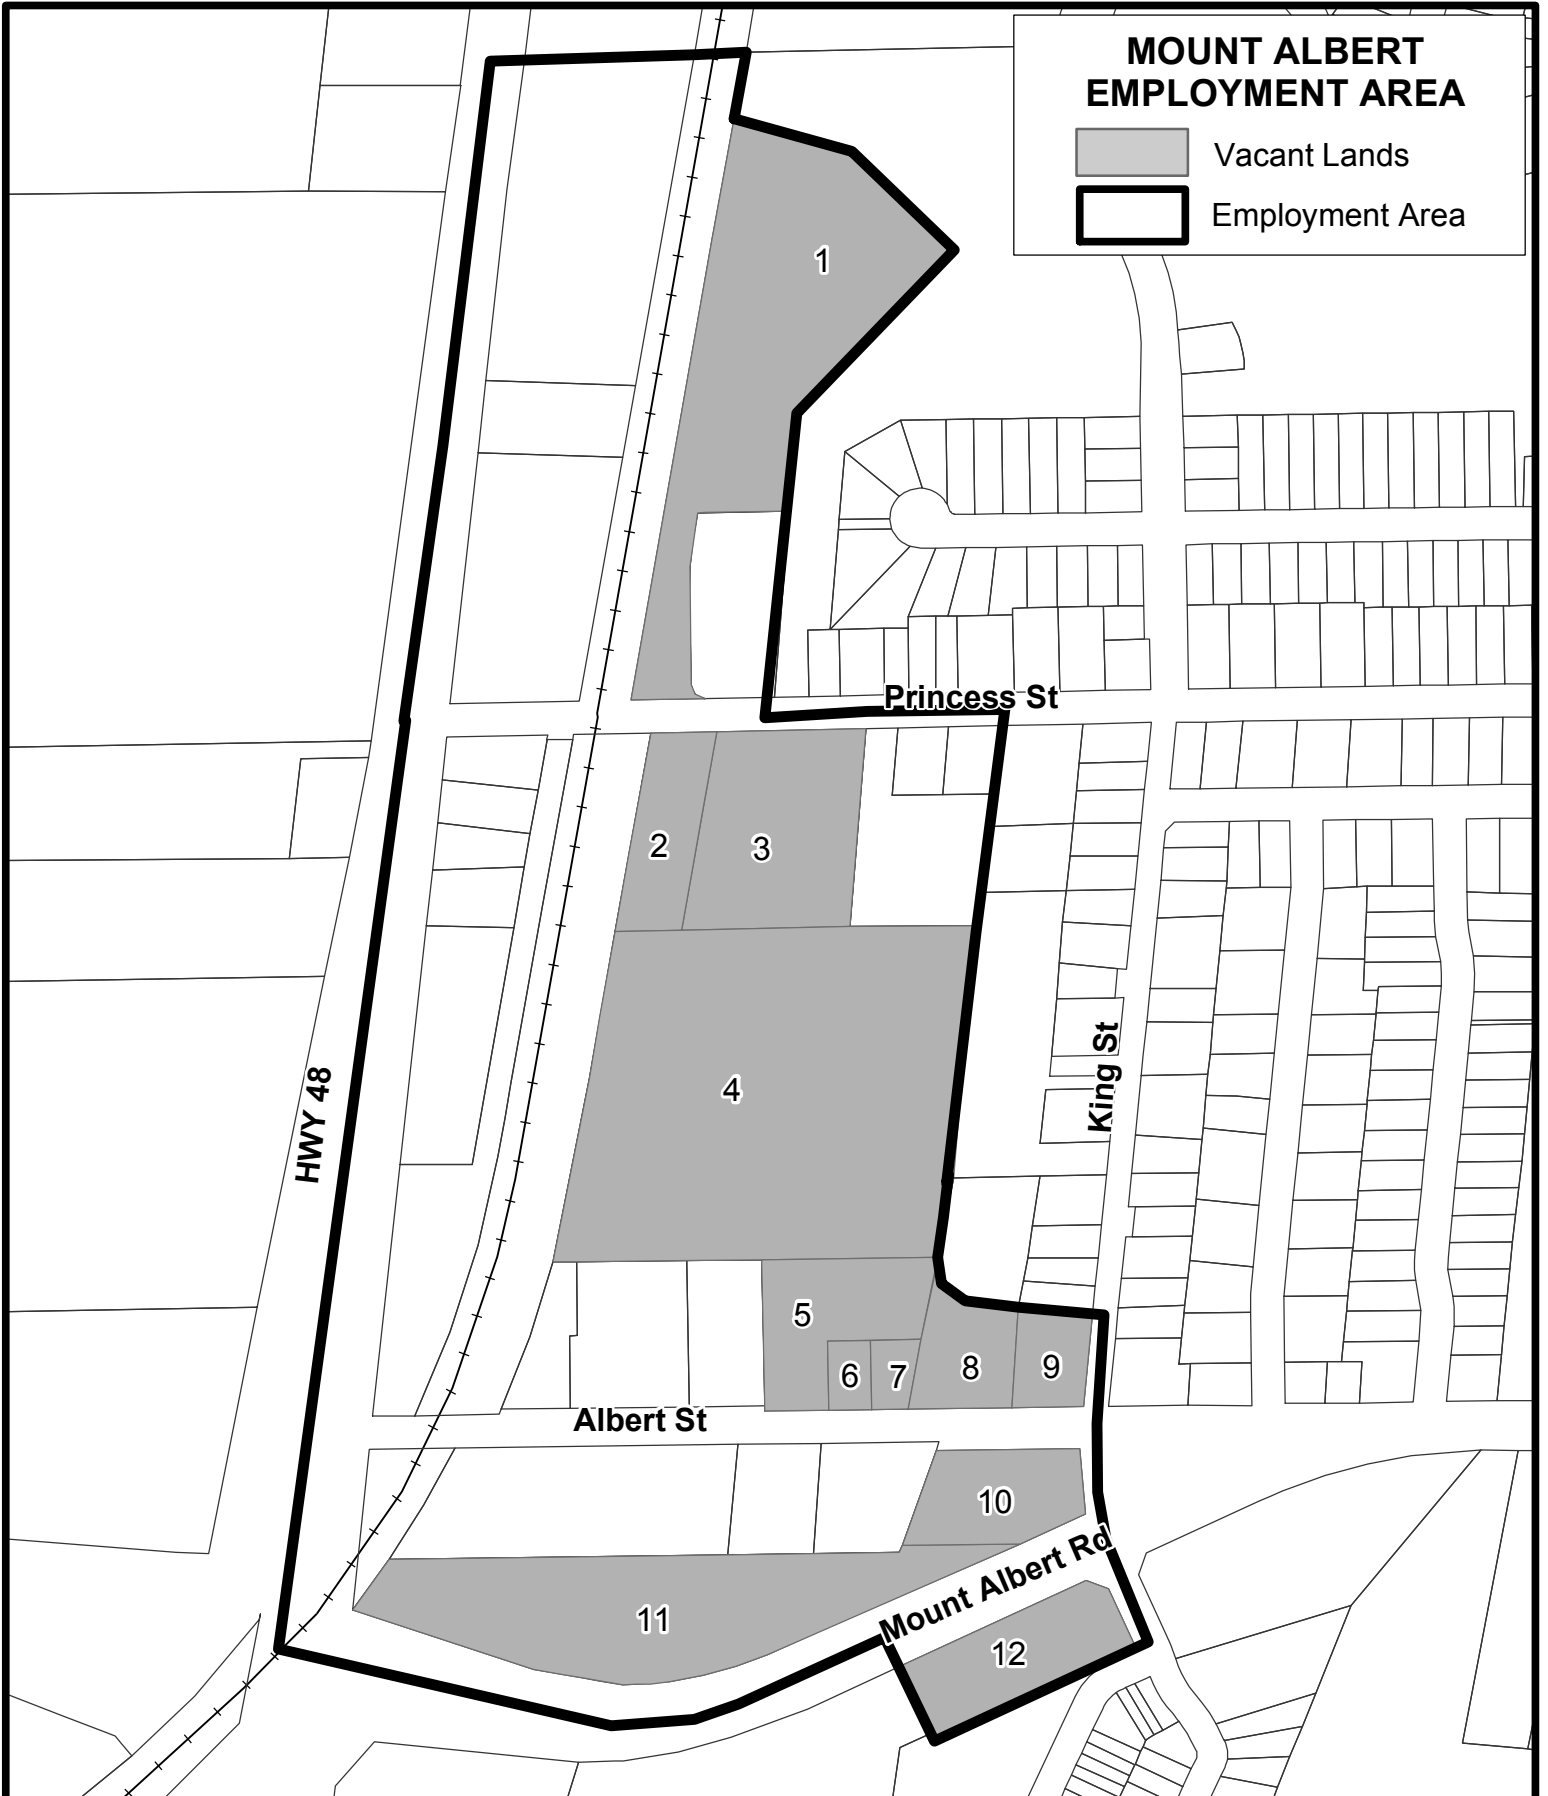 MOUNT ALBERT
EMPLOYMENT AREA
Vacant Lands
Employment Area
1
Princess St
2
3
4
HWY 48
King St
5
6
7
8
9
Albert St
10
Mount Albert Rd
11
12